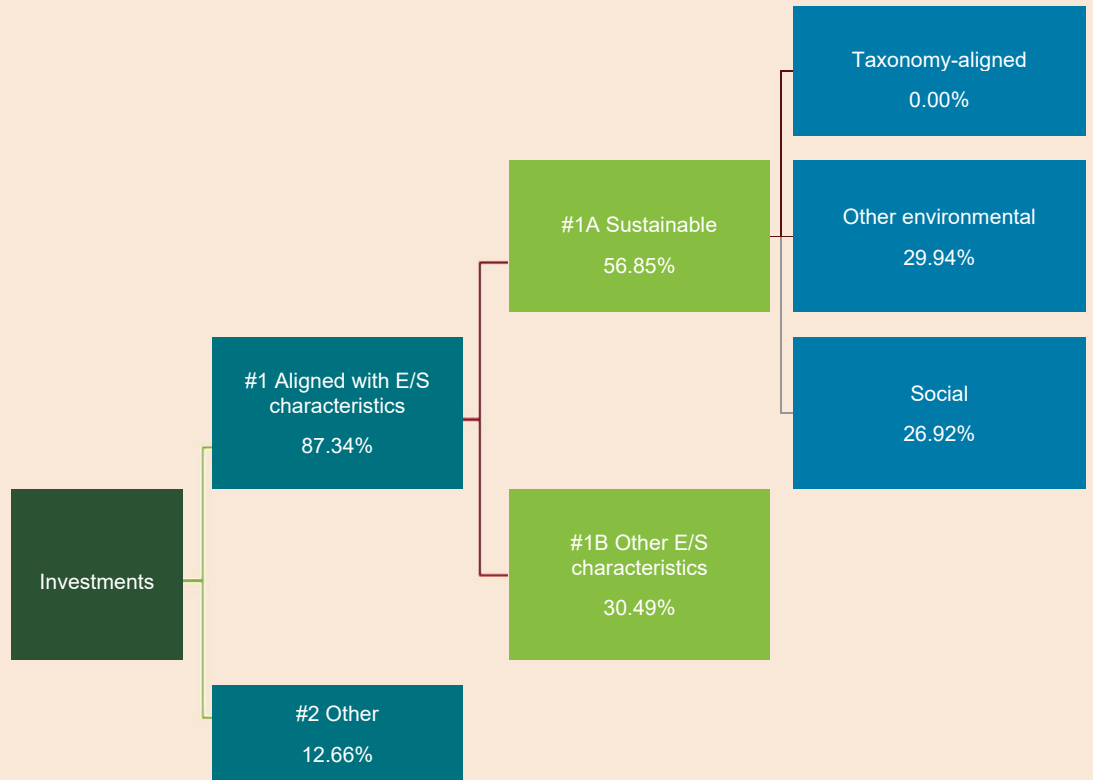 Investments
#1 Aligned with E/S
characteristics
87.34%
#2 Other
12.66%
#1A Sustainable
56.85%
#1B Other E/S
characteristics
30.49%
Taxonomy-aligned
0.00%
Other environmental
29.94%
Social
26.92%